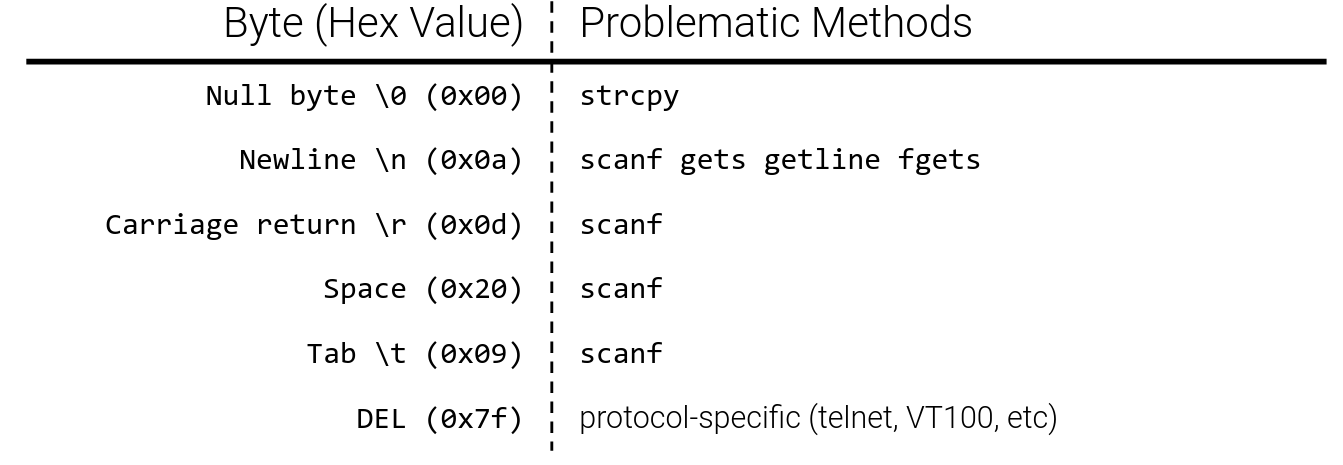 Byte (Hex Value) Problematic Methods
Null byte \0 (0x00) strcpy
Newline \n (0x0a) scanf gets getline fgets
Carriage return \r (0x0d) scanf
Space (0x20) scanf
Tab \t (0x09) scanf
DEL (0x7f) protocol-specific (telnet, VT100, etc)